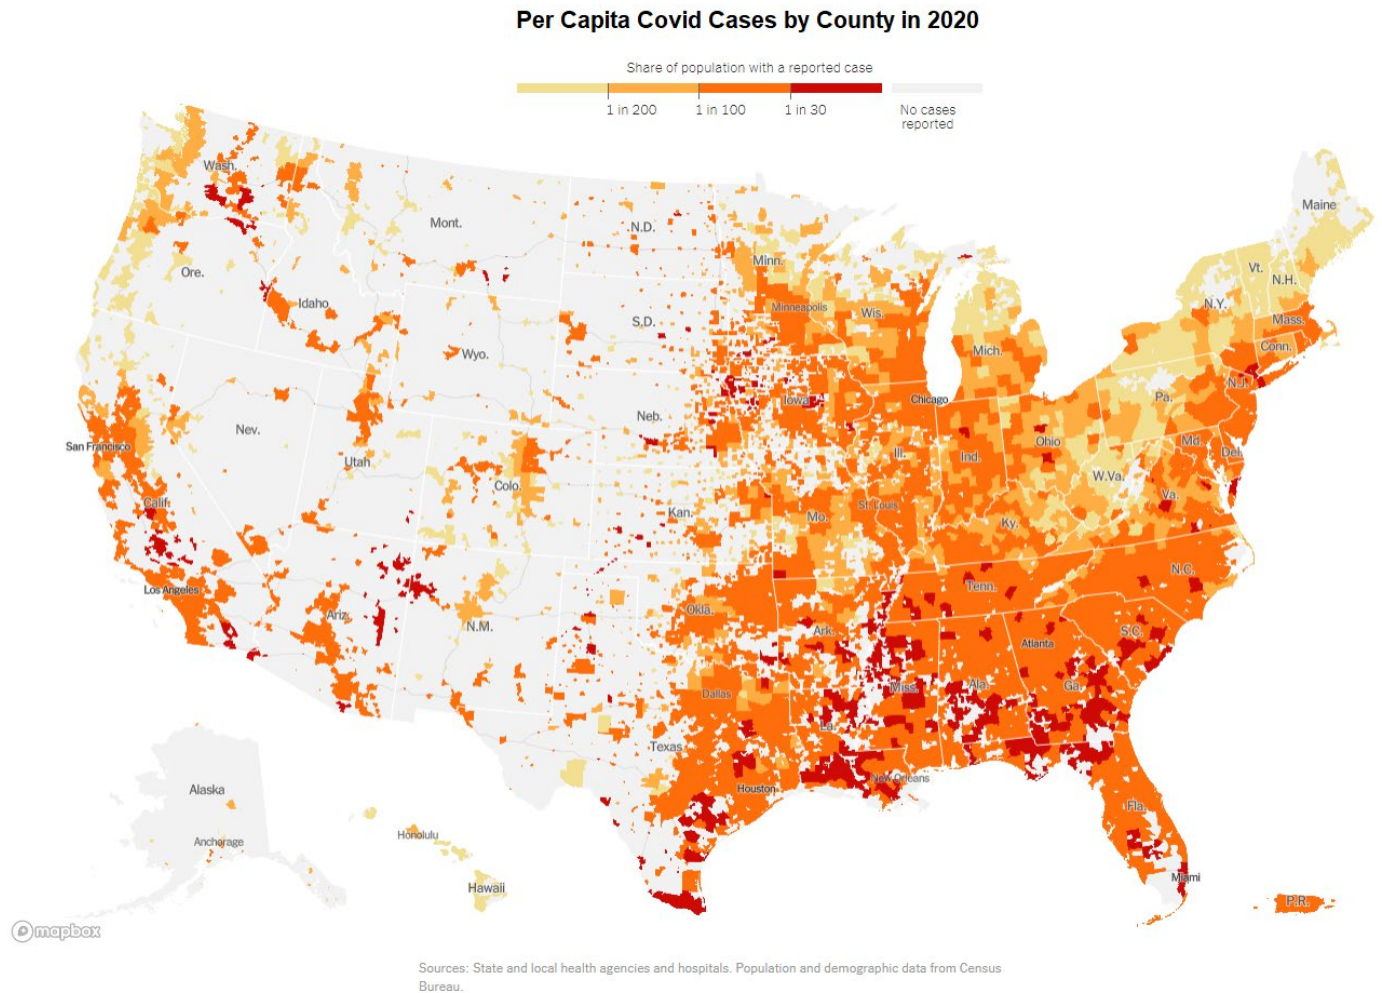 Per Capita Covid Cases by County in 2020
Share of population with a reported case
1 in 200
1 in 100
1 in 30
No cases
reported
Wash.
Mont.
N.D.
Minn.
Maine
Vt.
N.H.
Ore.
Idaho
S.D.
Minneapolis
Wis.
N.Y.
Mass.
Wyo.
Mich.
Conn.
N.J.
Nev.
Neb.
Iowa
Chicago
Pa.
San Francisco
Utah
Colo.
Ill.
Ind.
Ohio
Md.
Del.
W.Va.
Va.
Calif.
Kan.
Mo.
St. Louis
Ky.
Los Angeles
Ariz.
N.M.
Okla.
Ark.
Tenn.
N.C.
S.C.
Atlanta
Dallas
Miss.
Ala.
Ga.
La.
Texas
Houston
New Orleans
Fla.
Miami
Alaska
Anchorage
Honolulu
Hawaii
P.R.
mapbox
Sources: State and local health agencies and hospitals. Population and demographic data from Census
Bureau.